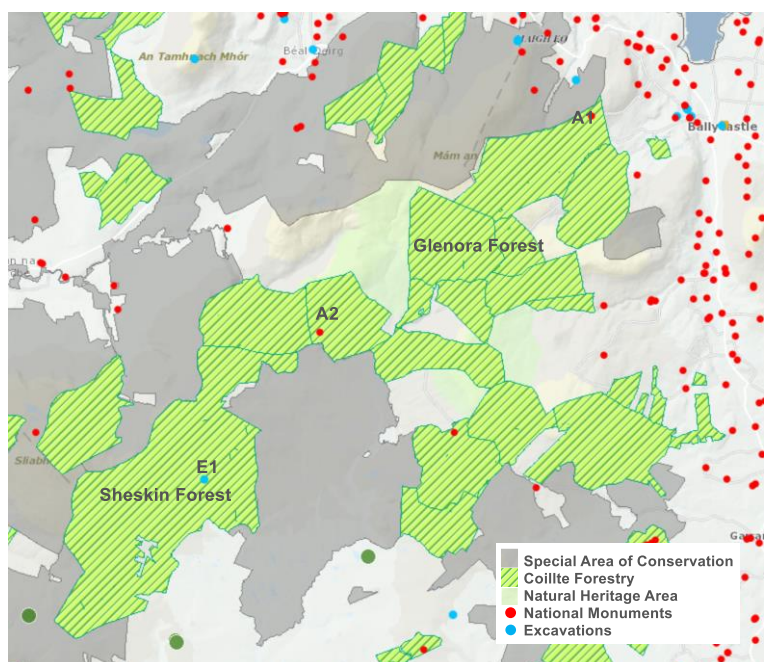 An Tamhnach Mhór
Béal Deirg
A1
Ballycastle
Mám an
Glenora Forest
A2
Sliabh
E1
Sheskin Forest
Special Area of Conservation
Coillte Forestry
Natural Heritage Area
National Monuments
Excavations